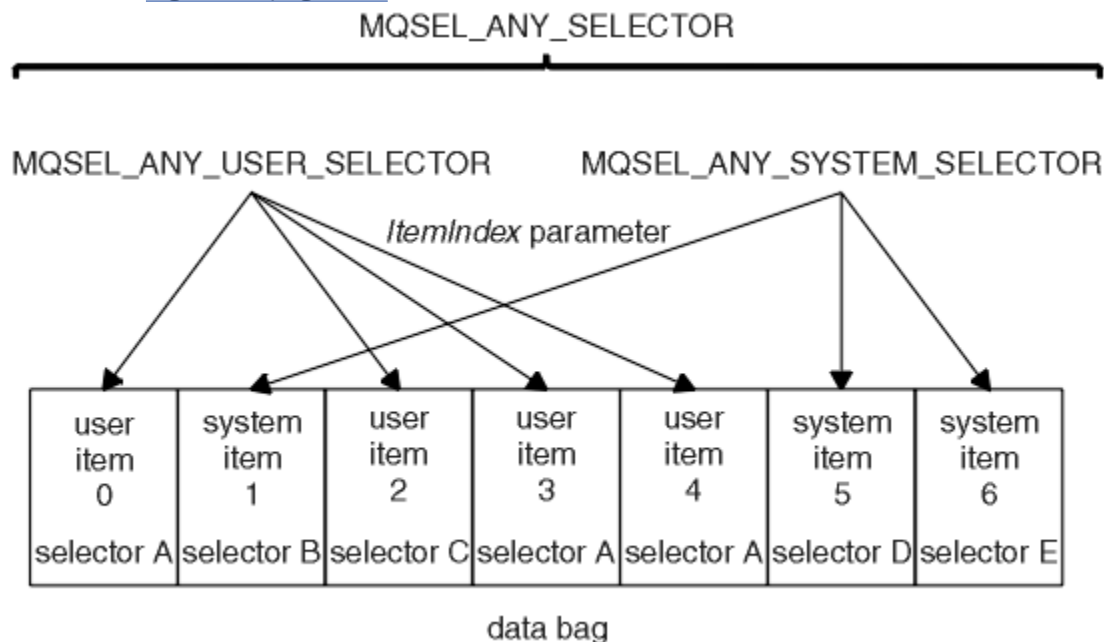 MQSEL_ANY_SELECTOR
MQSEL_ANY_USER_SELECTOR
MQSEL_ANY_SYSTEM_SELECTOR
ItemIndex parameter
user item 0
selector A
system item 1
selector B
user item 2
selector C
user item 3
selector A
user item 4
selector A
system item 5
selector D
system item 6
selector E
data bag